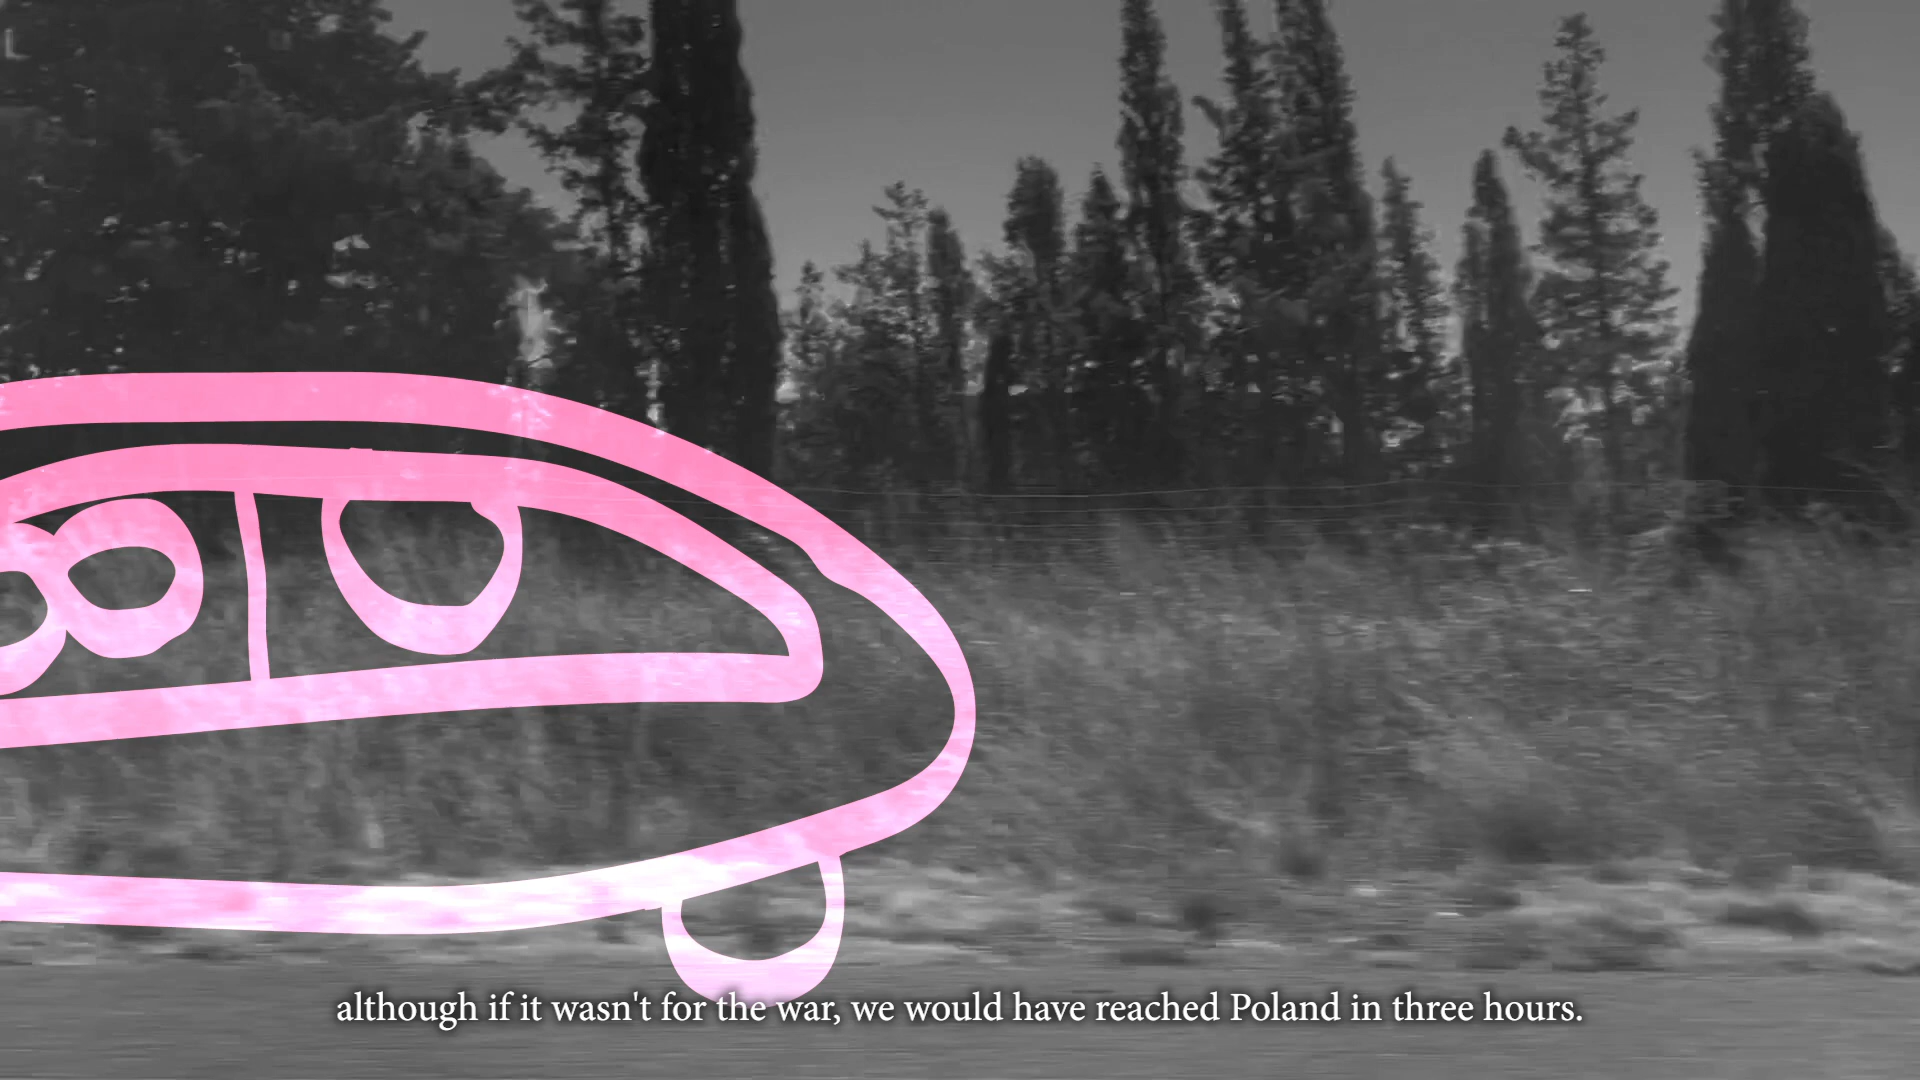 although if it wasn't for the war, we would have reached Poland in three hours.